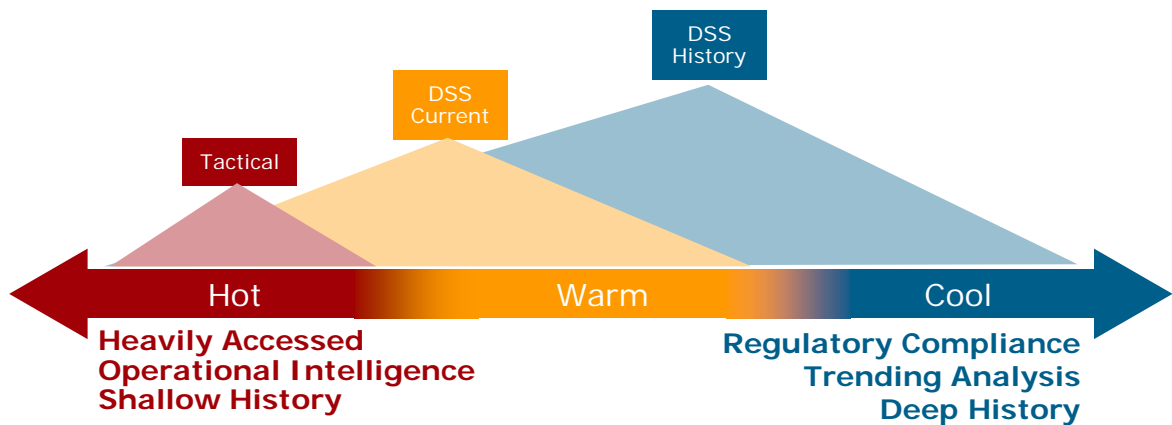 DSS
History
DSS
Current
Tactical
Hot
Warm
Cool
Heavily Accessed
Operational Intelligence
Shallow History
Regulatory Compliance
Trending Analysis
Deep History